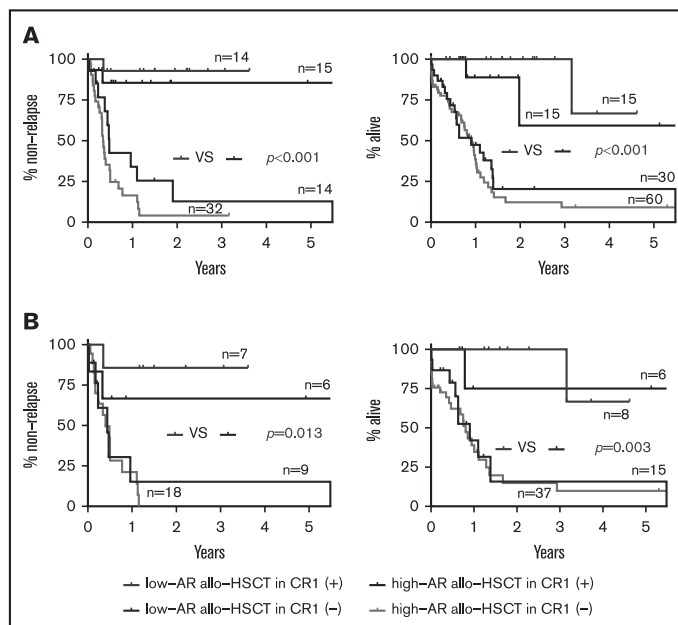 A
100
75
50
25
0
% non–relapse
n=14
n=15
VS
p<0.001
n=14
n=32
0 1 2 3 4 5
Years
100
75
50
25
0
% alive
n=15
n=15
VS
p<0.001
n=30
n=60
0 1 2 3 4 5
Years
B
100
75
50
25
0
% non–relapse
n=7
n=6
VS
p=0.013
n=9
n=18
0 1 2 3 4 5
Years
100
75
50
25
0
% alive
n=6
n=8
VS
p=0.003
n=15
n=37
0 1 2 3 4 5
Years
low–AR allo–HSCT in CR1 (+)
high–AR allo–HSCT in CR1 (+)
low–AR allo–HSCT in CR1 (–)
high–AR allo–HSCT in CR1 (–)